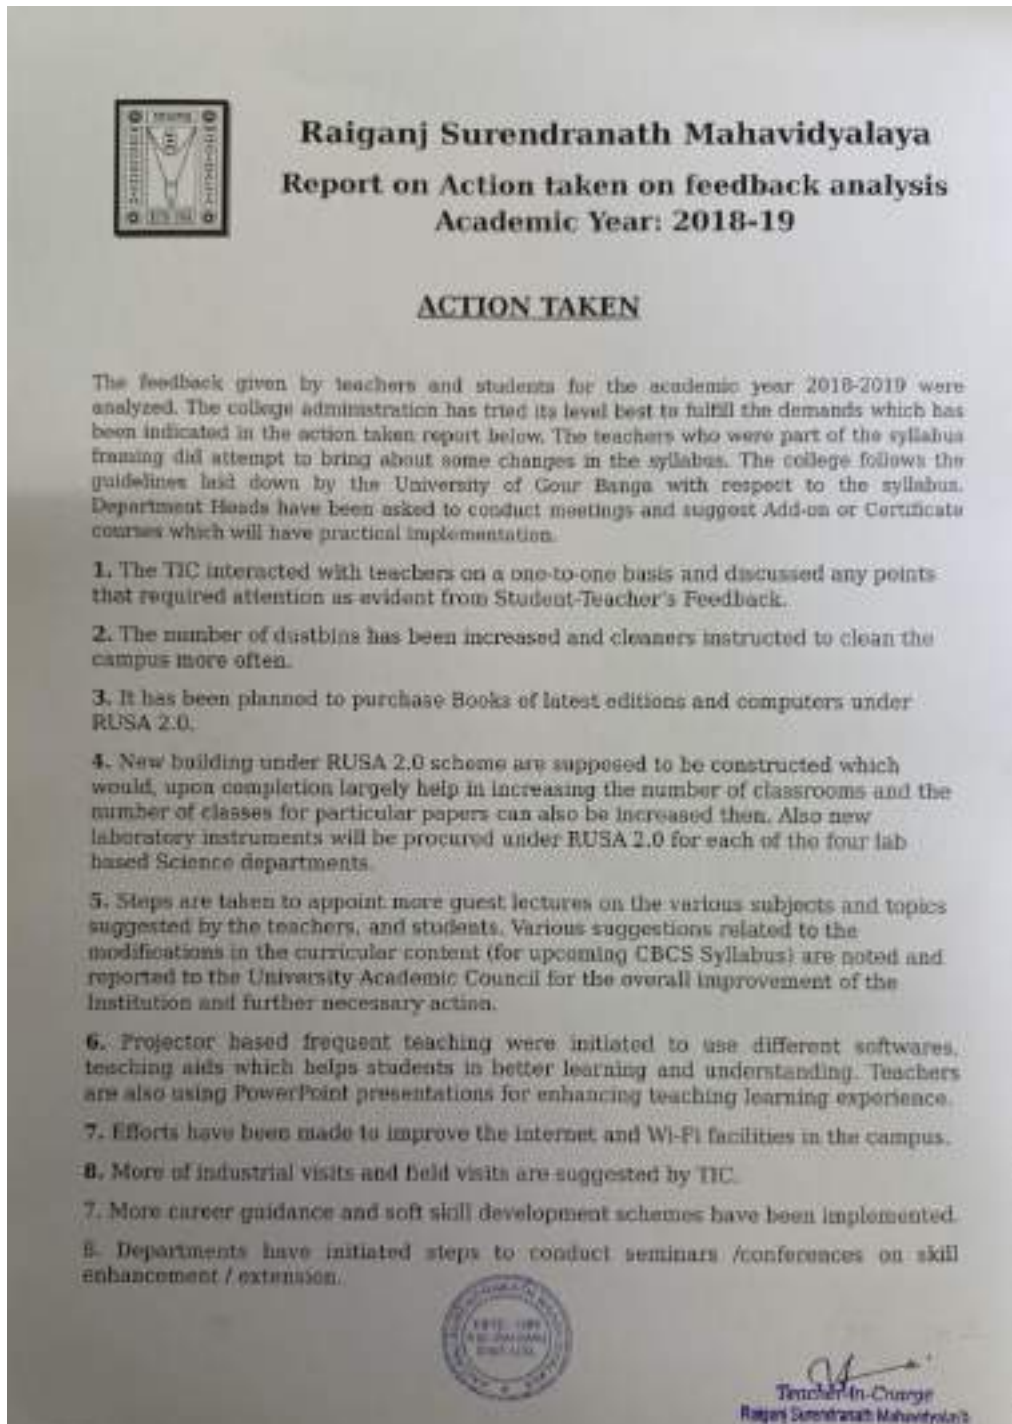 Raiganj Surendranath Mahavidyalaya
Report on Action taken on feedback analysis
Academic Year: 2018-19
ACTION TAKEN
The feedback given by teachers and students for the academic year 2018-2019 were
analyzed. The college administration has tried its level best to fulfill the demands which has
been indicated in the action taken report below. The teachers who were part of the syllabus
framing did attempt to bring about some changes in the syllabus. The college follows the
guidelines laid down by the University of Gour Banga with respect to the syllabus.
Department Heads have been asked to conduct meetings and suggest Add-on or Certificate
courses which will have practical implementation.
1. The TIC interacted with teachers on a one-to-one basis and discussed any points
that required attention as evident from Student-Teacher's Feedback.
2. The number of dustbins has been increased and cleaners instructed to clean the
campus more often.
3. It has been planned to purchase Books of latest editions and computers under
RUSA 2.0.
4. New building under RUSA 2.0 scheme are supposed to be constructed which
would, upon completion largely help in increasing the number of classrooms and the
number of classes for particular papers can also be increased then. Also new
laboratory instruments will be procured under RUSA 2.0 for each of the four lab
based Science departments.
5. Steps are taken to appoint more guest lectures on the various subjects and topics
suggested by the teachers, and students. Various suggestions related to the
modifications in the curricular content (for upcoming CBCS Syllabus) are noted and
reported to the University Academic Council for the overall improvement of the
Institution and further necessary action.
6. Projector based frequent teaching were initiated to use different softwares,
teaching aids which helps students in better learning and understanding. Teachers
are also using PowerPoint presentations for enhancing teaching learning experience.
7. Efforts have been made to improve the internet and Wi-Fi facilities in the campus.
8. More of industrial visits and field visits are suggested by TIC.
7. More career guidance and soft skill development schemes have been implemented.
8. Departments have initiated steps to conduct seminars /conferences on skill
enhancement / extension.
Teacher-In-Charge
Raiganj Surendranath Mahavidyalaya